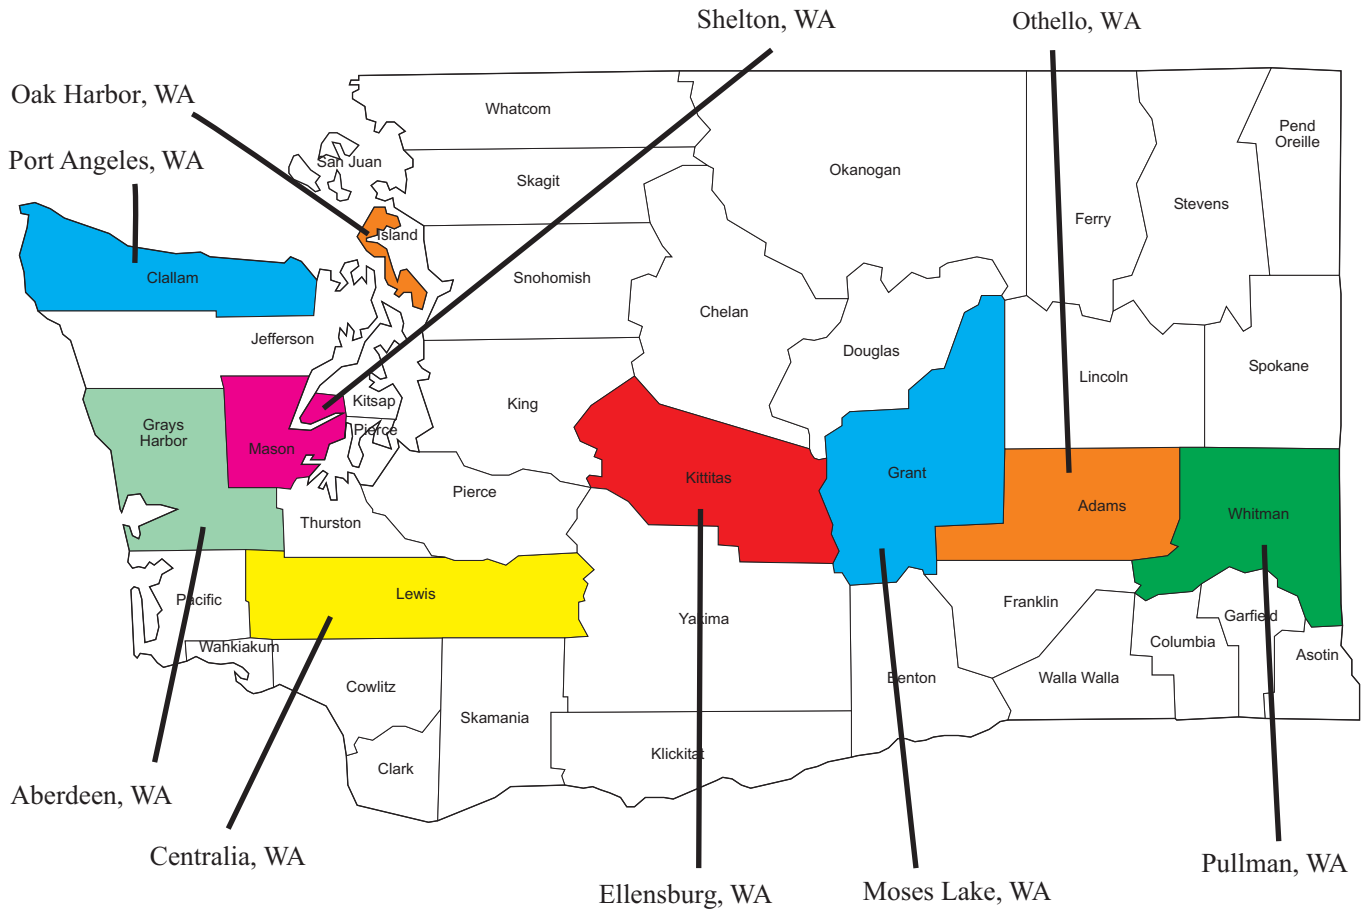 Shelton, WA
Othello, WA
Oak Harbor, WA
Port Angeles, WA
Whatcom
San Juan
Skagit
Island
Okanogan
Pend
Oreille
Ferry
Stevens
Clallam
Snohomish
Chelan
Jefferson
Douglas
Lincoln
Spokane
Kitsap
King
Grays
Harbor
Pierce
Mason
Kittitas
Grant
Pierce
Thurston
Adams
Whitman
Lewis
Pacific
Yakima
Franklin
Garfield
Wahkiakum
Columbia
Asotin
Cowlitz
Benton
Walla Walla
Skamania
Klickitat
Clark
Aberdeen, WA
Centralia, WA
Ellensburg, WA
Moses Lake, WA
Pullman, WA